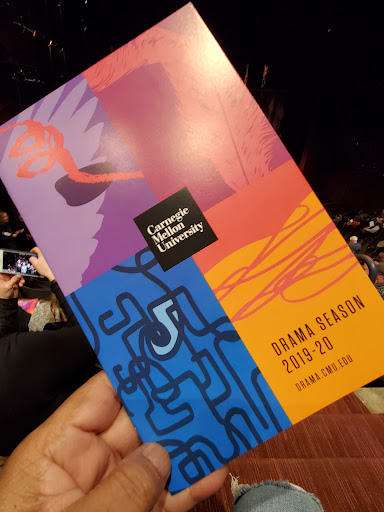 Carnegie
Mellon
University
DRAMA SEASON
2019-20
DRAMA.CMU.EDU